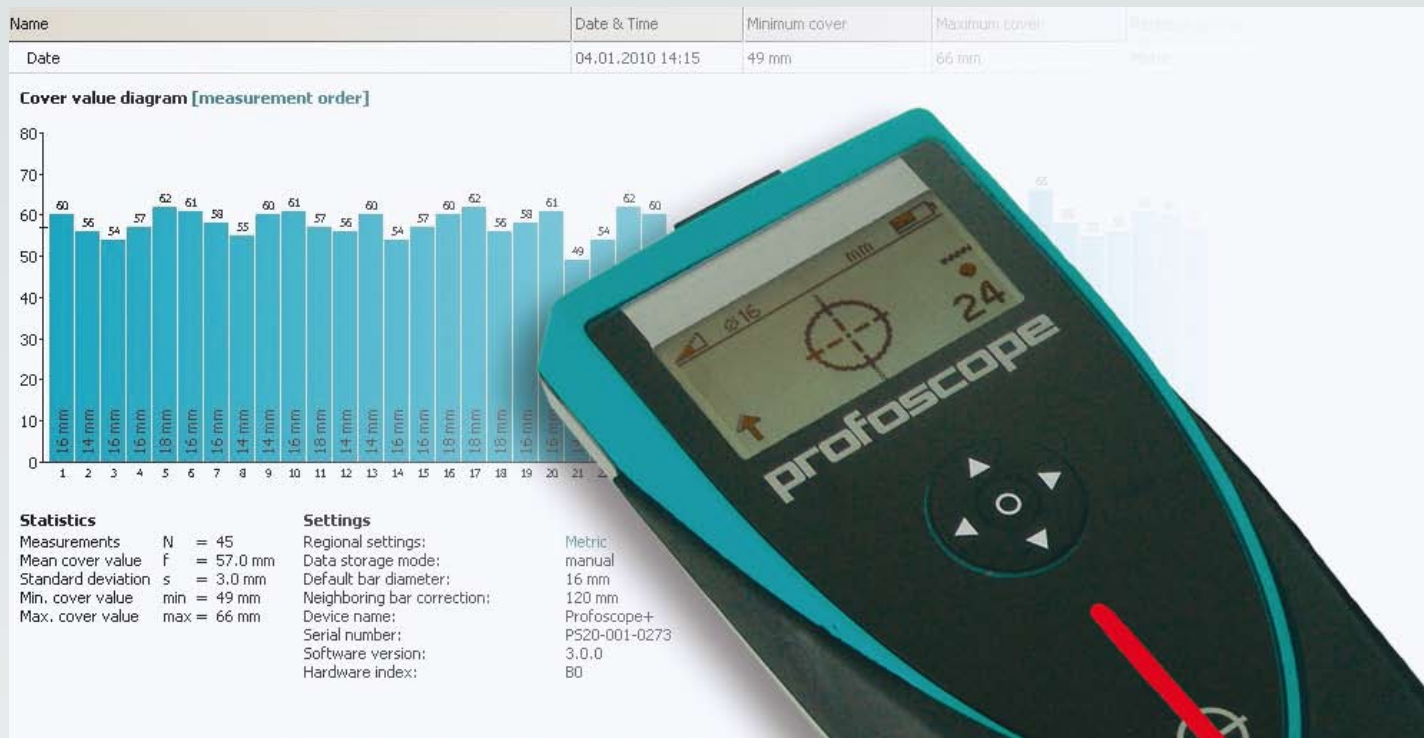 Name Date & Time Minimum cover Maximum cover
Date 04.01.2010 14:15 49 mm 66 mm Metric
Cover value diagram [measurement order]
80
70
60
50
40
30
20
10
0
60 56 54 57 62 61 58 55 60 61 57 56 60 54 57 60 62 56 58 61 49 54 62 60 66
16 mm 14 mm 16 mm 16 mm 18 mm 16 mm 16 mm 14 mm 14 mm 16 mm 18 mm 14 mm 14 mm 16 mm 16 mm 18 mm 16 mm 16 mm 16 mm 16 mm
1 2 3 4 5 6 7 8 9 10 11 12 13 14 15 16 17 18 19 20 21
Statistics
Measurements N = 45
Mean cover value f = 57.0 mm
Standard deviation s = 3.0 mm
Min. cover value min = 49 mm
Max. cover value max = 66 mm
Settings
Regional settings: Metric
Data storage mode: manual
Default bar diameter: 16 mm
Neighboring bar correction: 120 mm
Device name: Profoscope+
Serial number: PS20-001-0273
Software version: 3.0.0
Hardware index: B0
Ø16 mm
24
profoscope